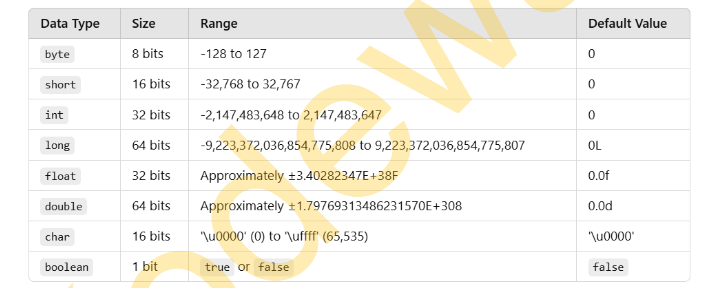 Data Type Size Range Default Value
byte 8 bits -128 to 127 0
short 16 bits -32,768 to 32,767 0
int 32 bits -2,147,483,648 to 2,147,483,647 0
long 64 bits -9,223,372,036,854,775,808 to 9,223,372,036,854,775,807 0L
float 32 bits Approximately ±3.40282347E+38F 0.0f
double 64 bits Approximately ±1.79769313486231570E+308 0.0d
char 16 bits '\u0000' (0) to '\uffff' (65,535) '\u0000'
boolean 1 bit true or false false